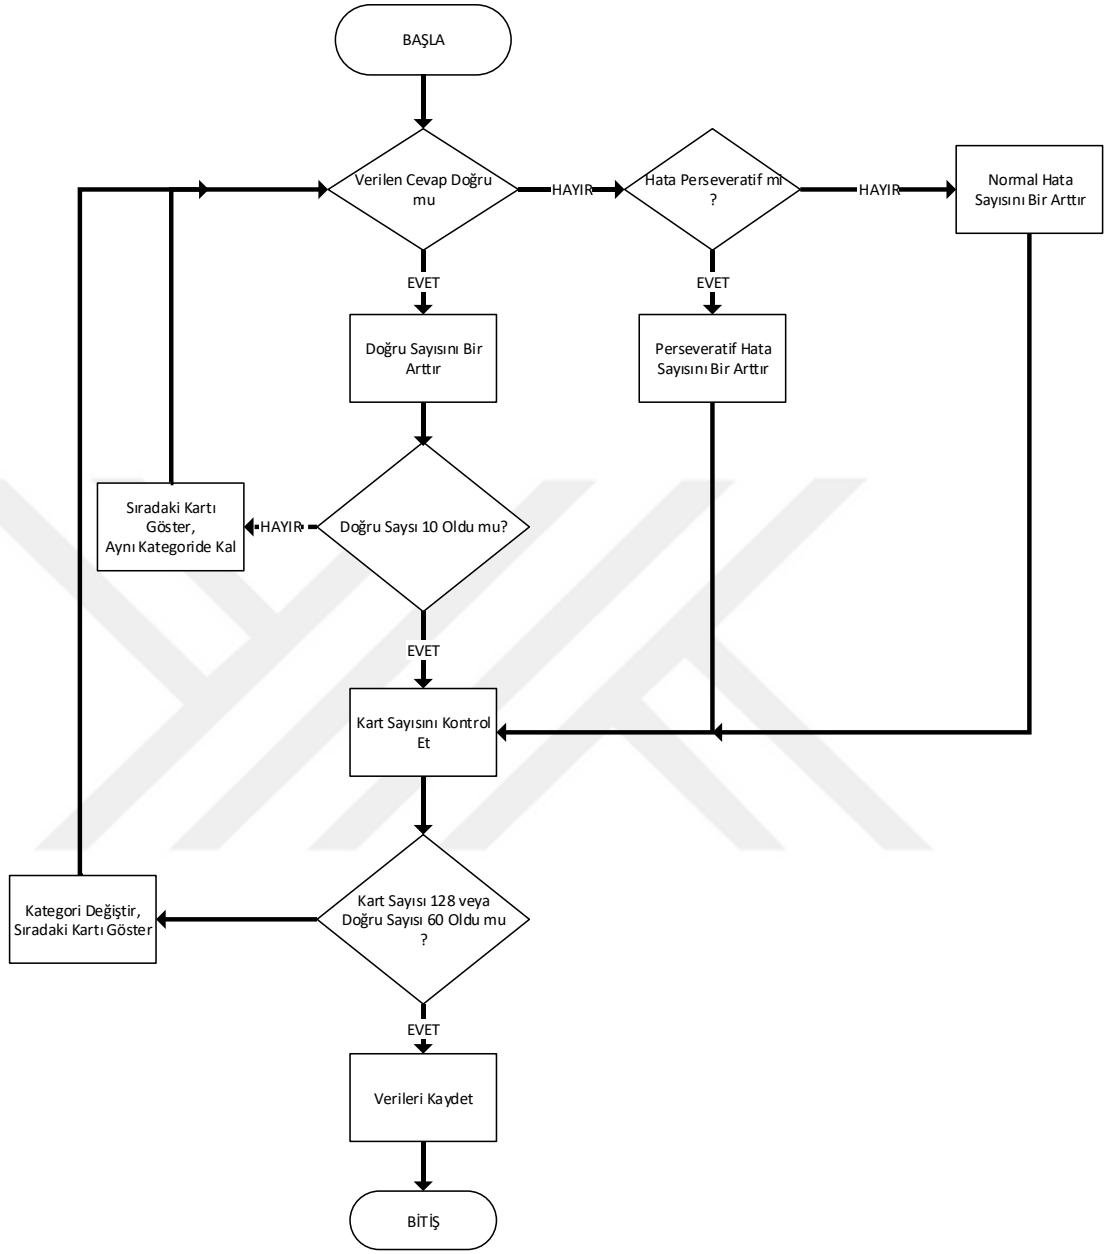 BAŞLA
Verilen Cevap Doğru
mu
HAYIR
Hata Perseveratif mi
?
HAYIR
Normal Hata
Sayısını Bir Arttır
EVET
EVET
Doğru Sayısını Bir
Arttır
Perseveratif Hata
Sayısını Bir Arttır
Sıradaki Kartı
Göster,
Aynı Kategoride Kal
HAYIR
Doğru Saysı 10 Oldu mu?
EVET
Kart Sayısını Kontrol
Et
Kategori Değiştir,
Sıradaki Kartı Göster
Kart Sayısı 128 veya
Doğru Sayısı 60 Oldu mu
?
EVET
Verileri Kaydet
BİTİŞ